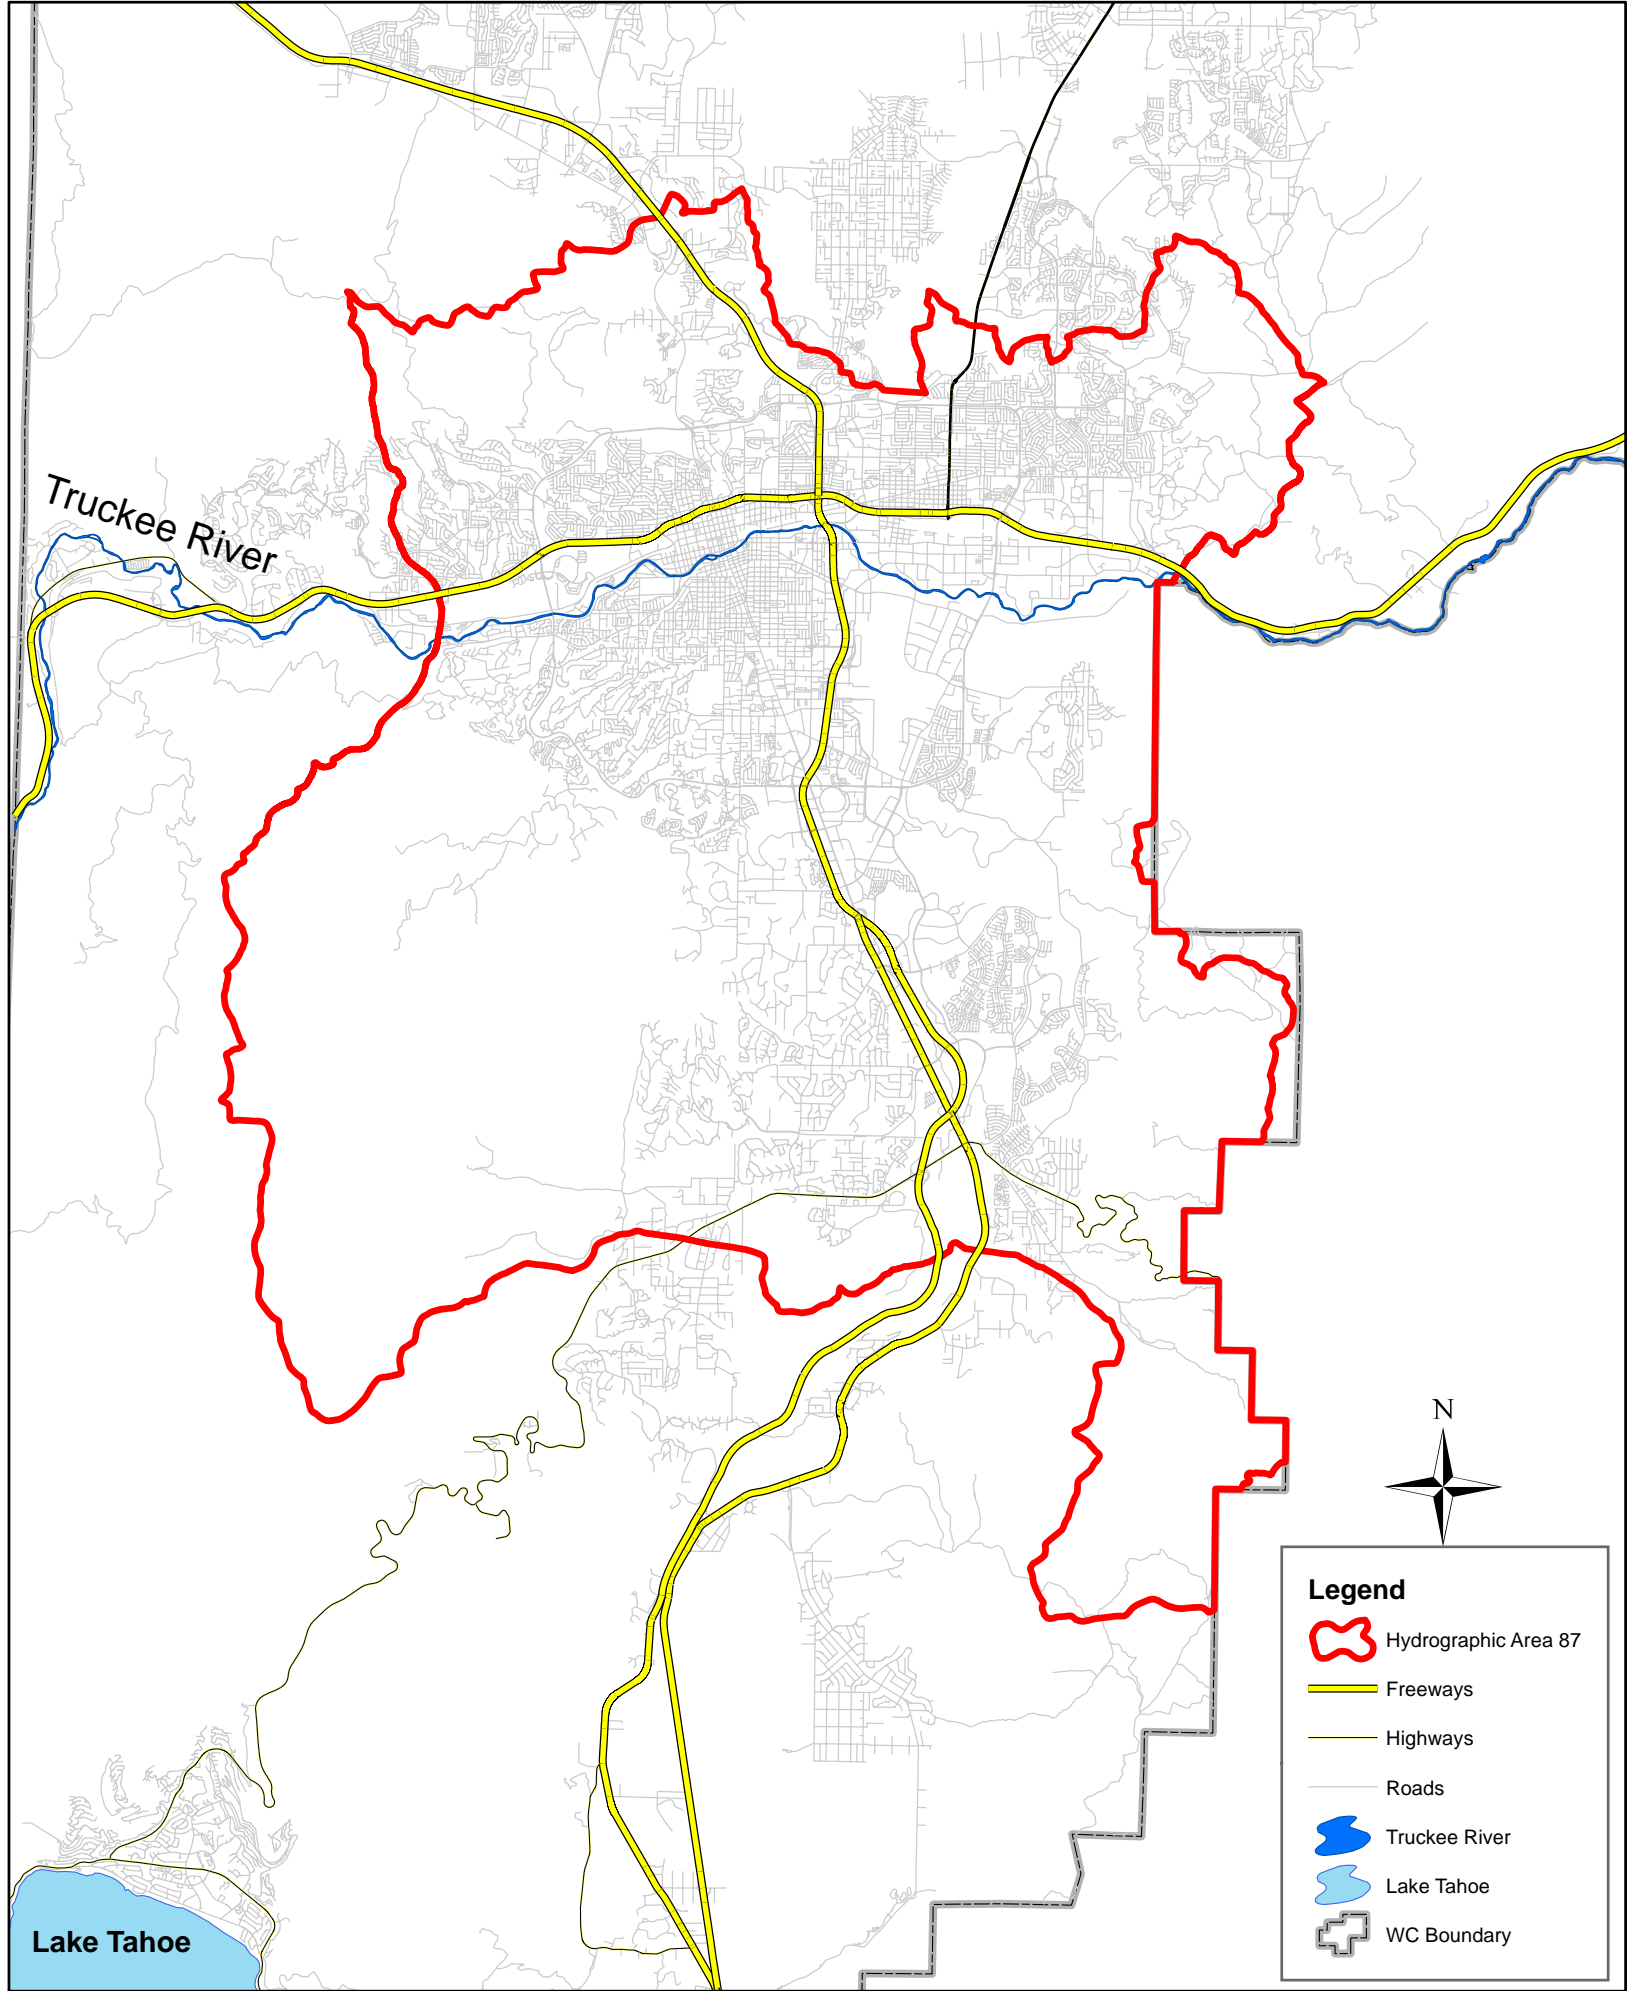 Truckee River
N
Legend
Hydrographic Area 87
Freeways
Highways
Roads
Truckee River
Lake Tahoe
WC Boundary
Lake Tahoe